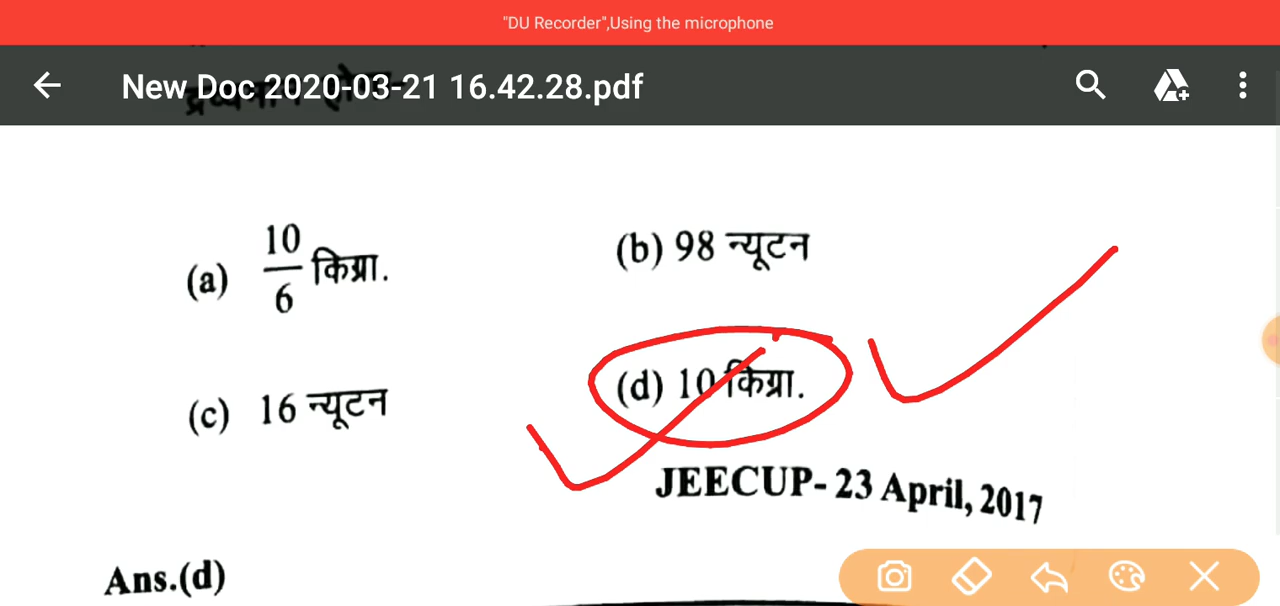 "DU Recorder",Using the microphone
New Doc 2020-03-21 16.42.28.pdf
(a) 10/6 किग्रा.
(b) 98 न्यूटन
(c) 16 न्यूटन
(d) 10 किग्रा.
JEECUP- 23 April, 2017
Ans.(d)